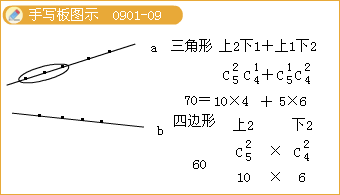 手写板图示 0901-09
a 三角形 上2下1+上1下2
C₅²C₄¹+C₅¹C₄²
70=10×4 + 5×6
b 四边形 上2 下2
60 C₅² × C₄²
10 × 6